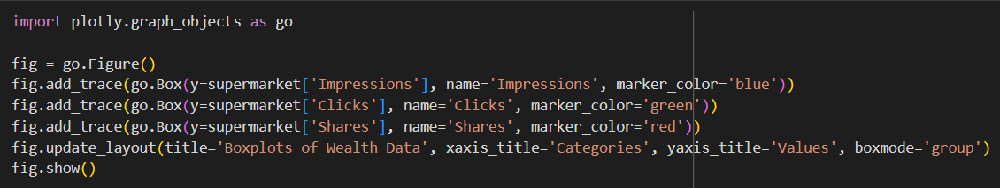 import plotly.graph_objects as go
fig = go.Figure()
fig.add_trace(go.Box(y=supermarket['Impressions'], name='Impressions', marker_color='blue'))
fig.add_trace(go.Box(y=supermarket['Clicks'], name='Clicks', marker_color='green'))
fig.add_trace(go.Box(y=supermarket['Shares'], name='Shares', marker_color='red'))
fig.update_layout(title='Boxplots of Wealth Data', xaxis_title='Categories', yaxis_title='Values', boxmode='group')
fig.show()